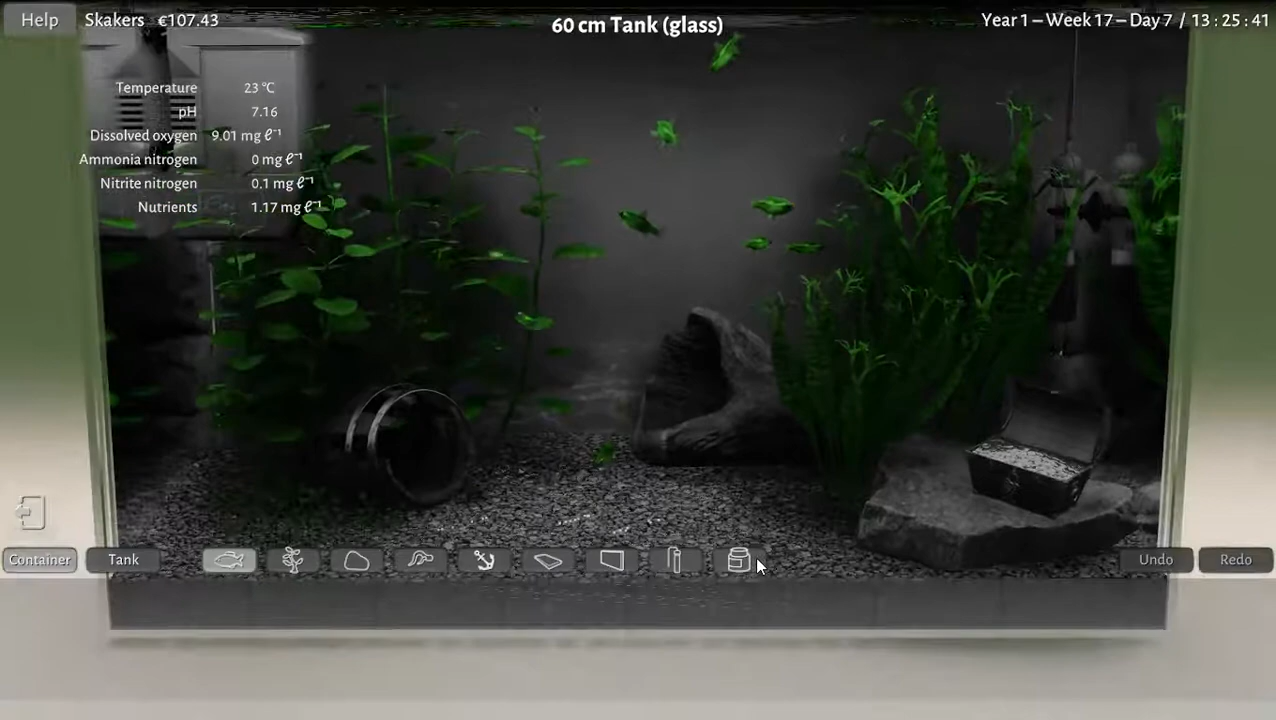 Help Skakers €107.43 60 cm Tank (glass) Year 1 – Week 17 – Day 7 / 13:25:41
Temperature 23 °C
pH 7.16
Dissolved oxygen 9.01 mg ℓ⁻¹
Ammonia nitrogen 0 mg ℓ⁻¹
Nitrite nitrogen 0.1 mg ℓ⁻¹
Nutrients 1.17 mg ℓ⁻¹
Container Tank Undo Redo